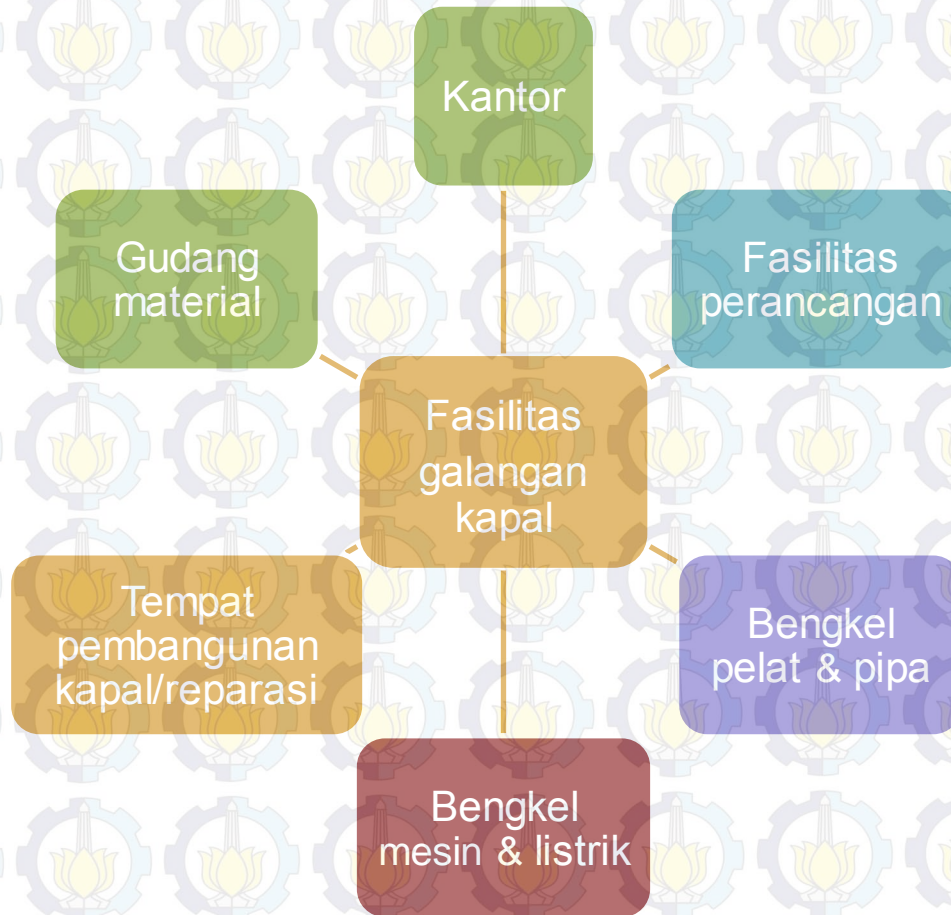 Kantor
Gudang
material
Fasilitas
perancangan
Fasilitas
galangan
kapal
Tempat
pembangunan
kapal/reparasi
Bengkel
pelat & pipa
Bengkel
mesin & listrik